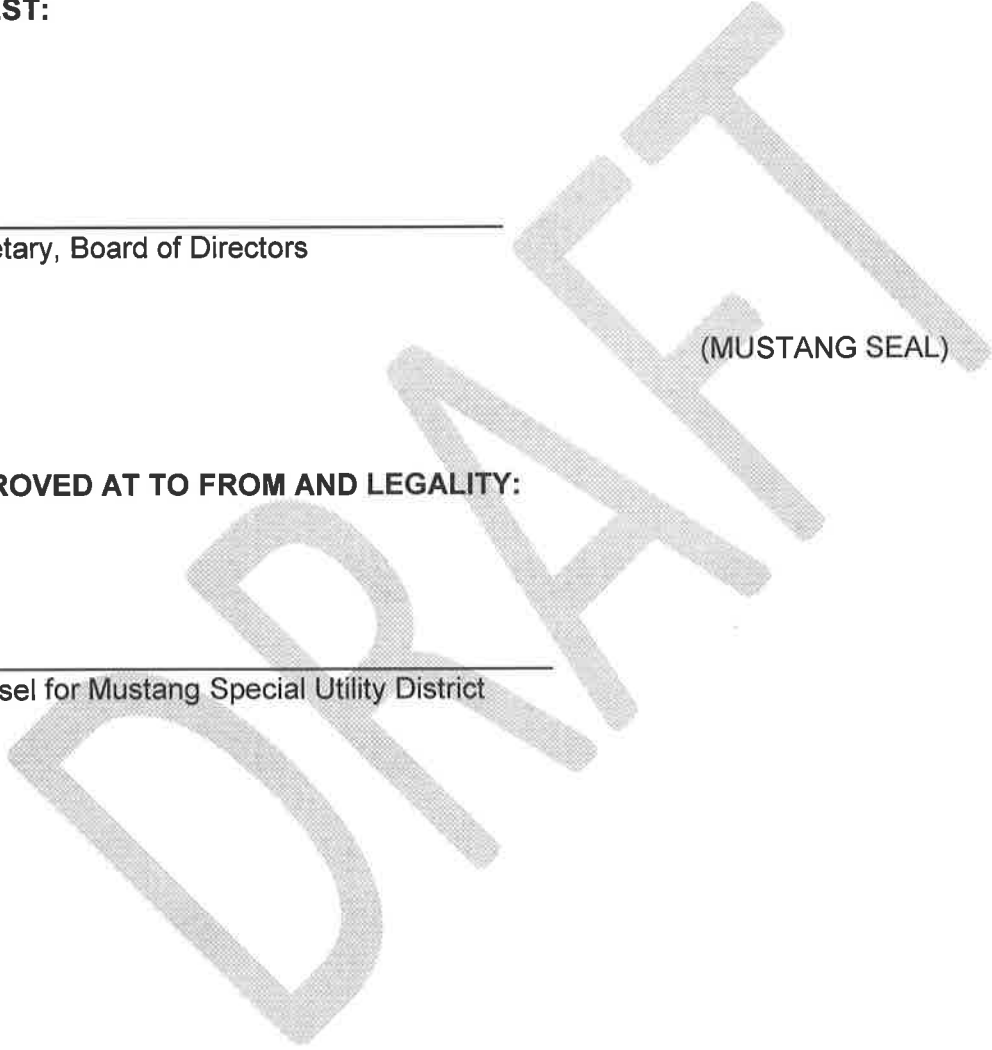 EST:
etary, Board of Directors
(MUSTANG SEAL)
ROVED AT TO FROM AND LEGALITY:
sel for Mustang Special Utility District
DRAFT